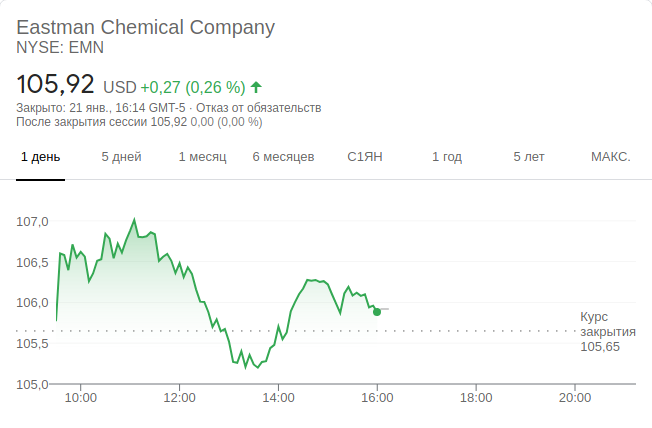 Eastman Chemical Company
NYSE: EMN
105,92 USD +0,27 (0,26 %)
Закрыто: 21 янв., 16:14 GMT-5 · Отказ от обязательств
После закрытия сессии 105,92 0,00 (0,00 %)
1 день 5 дней 1 месяц 6 месяцев С1ЯН 1 год 5 лет МАКС.
107,0
106,5
106,0
Курс
закрытия
105,65
105,5
105,0
10:00 12:00 14:00 16:00 18:00 20:00